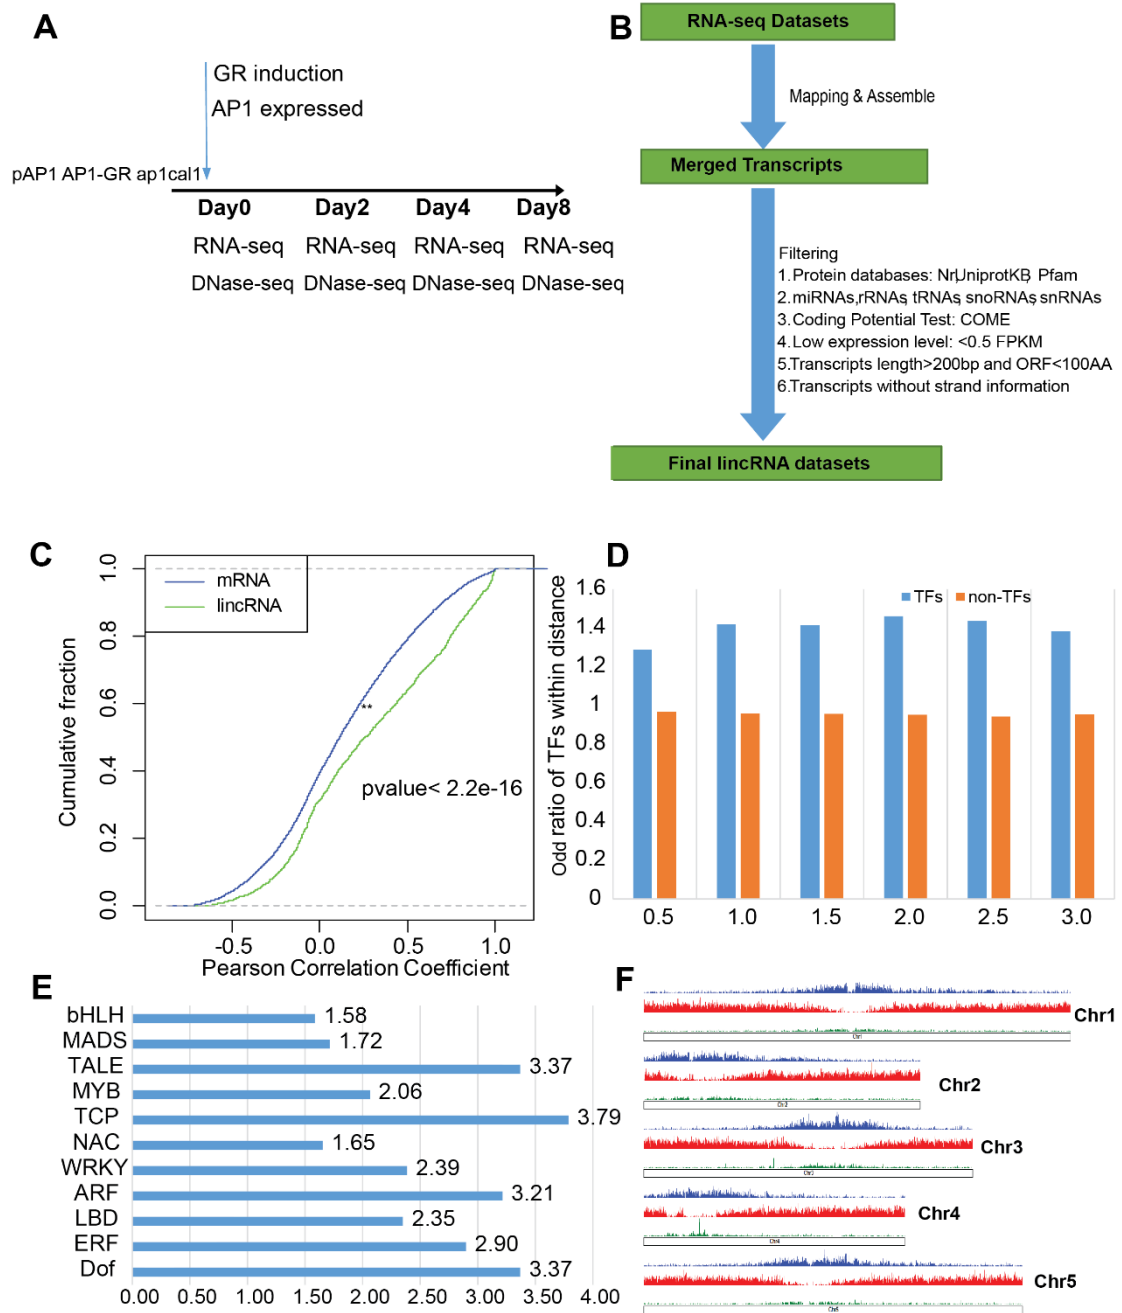 A
GR induction
AP1 expressed
pAP1 AP1-GR ap1cal1
Day0 Day2 Day4 Day8
RNA-seq RNA-seq RNA-seq RNA-seq
DNase-seq DNase-seq DNase-seq DNase-seq
B
RNA-seq Datasets
Mapping & Assemble
Merged Transcripts
Filtering
1.Protein databases: Nr,UniprotKB, Pfam
2.miRNAs,rRNAs, tRNAs, snoRNAs, snRNAs
3.Coding Potential Test: COME
4.Low expression level: <0.5 FPKM
5.Transcripts length>200bp and ORF<100AA
6.Transcripts without strand information
Final lincRNA datasets
C
mRNA
lincRNA
**
pvalue< 2.2e-16
Cumulative fraction
1.0
0.8
0.6
0.4
0.2
0.0
-0.5 0.0 0.5 1.0
Pearson Correlation Coefficient
D
TFs non-TFs
Odd ratio of TFs within distance
1.6
1.4
1.2
1
0.8
0.6
0.4
0.2
0
0.5 1.0 1.5 2.0 2.5 3.0
E
bHLH 1.58
MADS 1.72
TALE 3.37
MYB 2.06
TCP 3.79
NAC 1.65
WRKY 2.39
ARF 3.21
LBD 2.35
ERF 2.90
Dof 3.37
0.00 0.50 1.00 1.50 2.00 2.50 3.00 3.50 4.00
F
Chr1
Chr1
Chr2
Chr2
Chr3
Chr3
Chr4
Chr4
Chr5
Chr5